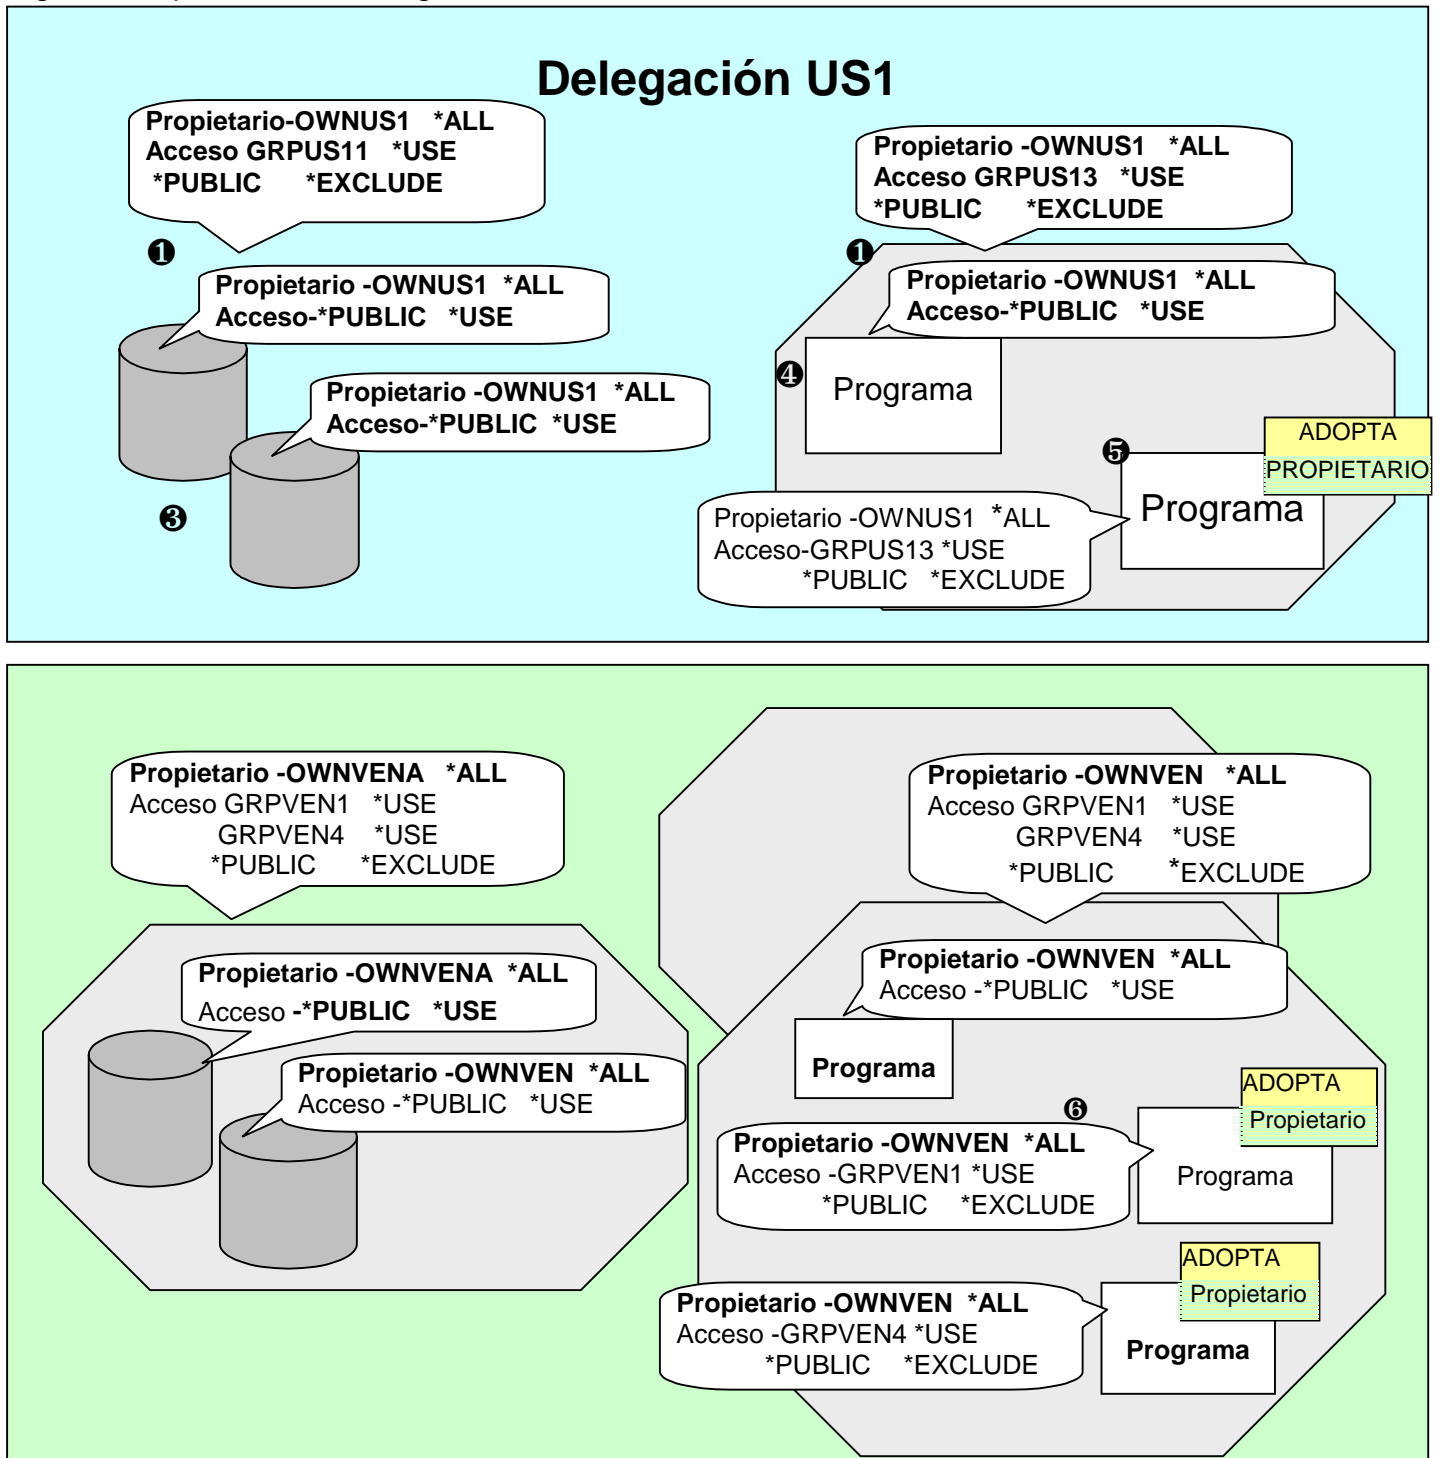 Delegación US1
Propietario-OWNUS1 *ALL
Acceso GRPUS11 *USE
*PUBLIC *EXCLUDE
Propietario -OWNUS1 *ALL
Acceso GRPUS13 *USE
*PUBLIC *EXCLUDE
❶
❶
Propietario -OWNUS1 *ALL
Acceso-*PUBLIC *USE
Propietario -OWNUS1 *ALL
Acceso-*PUBLIC *USE
❹
Programa
Propietario -OWNUS1 *ALL
Acceso-*PUBLIC *USE
❸
ADOPTA
PROPIETARIO
❺
Programa
Propietario -OWNUS1 *ALL
Acceso-GRPUS13 *USE
*PUBLIC *EXCLUDE
Propietario -OWNVENA *ALL
Acceso GRPVEN1 *USE
GRPVEN4 *USE
*PUBLIC *EXCLUDE
Propietario -OWNVEN *ALL
Acceso GRPVEN1 *USE
GRPVEN4 *USE
*PUBLIC *EXCLUDE
Propietario -OWNVENA *ALL
Acceso -*PUBLIC *USE
Propietario -OWNVEN *ALL
Acceso -*PUBLIC *USE
Propietario -OWNVEN *ALL
Acceso -*PUBLIC *USE
Programa
ADOPTA
Propietario
❻
Propietario -OWNVEN *ALL
Acceso -GRPVEN1 *USE
*PUBLIC *EXCLUDE
Programa
ADOPTA
Propietario
Propietario -OWNVEN *ALL
Acceso -GRPVEN4 *USE
*PUBLIC *EXCLUDE
Programa